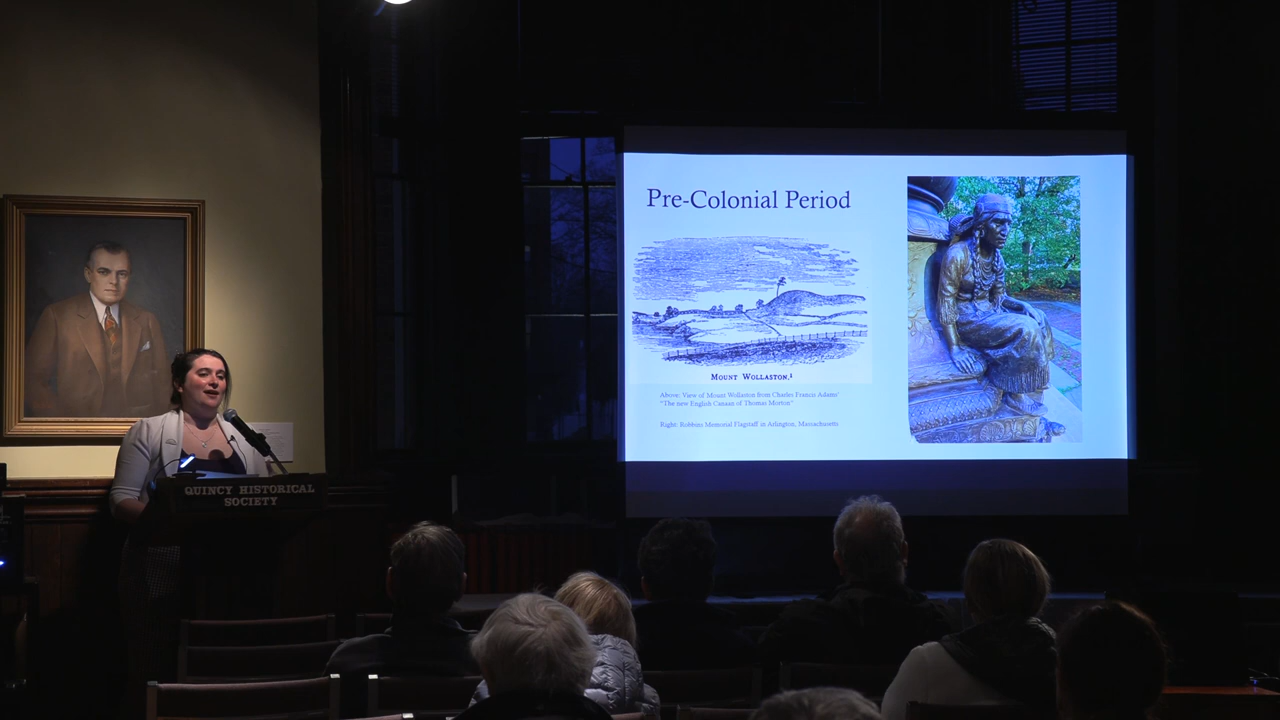 Pre-Colonial Period
MOUNT WOLLASTON.¹
Above: View of Mount Wollaston from Charles Francis Adams'
"The new English Canaan of Thomas Morton"
Right: Robbins Memorial Flagstaff in Arlington, Massachusetts
QUINCY HISTORICAL
SOCIETY